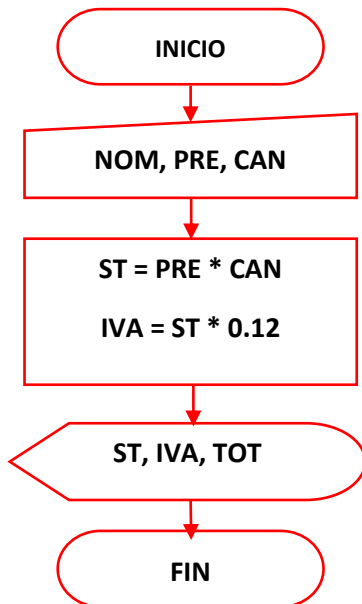 INICIO
NOM, PRE, CAN
ST = PRE * CAN
IVA = ST * 0.12
ST, IVA, TOT
FIN